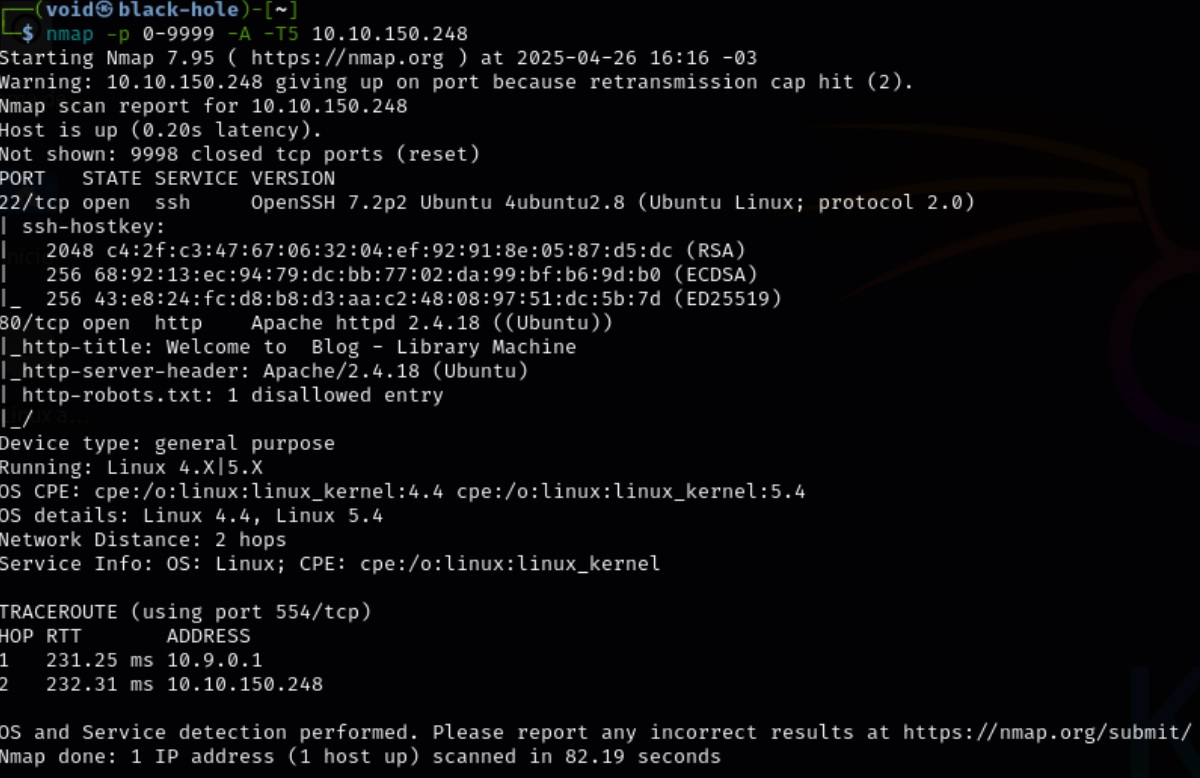 (void㉿black-hole)-[~]
$ nmap -p 0-9999 -A -T5 10.10.150.248
Starting Nmap 7.95 ( https://nmap.org ) at 2025-04-26 16:16 -03
Warning: 10.10.150.248 giving up on port because retransmission cap hit (2).
Nmap scan report for 10.10.150.248
Host is up (0.20s latency).
Not shown: 9998 closed tcp ports (reset)
PORT   STATE SERVICE VERSION
22/tcp open  ssh     OpenSSH 7.2p2 Ubuntu 4ubuntu2.8 (Ubuntu Linux; protocol 2.0)
| ssh-hostkey:
|   2048 c4:2f:c3:47:67:06:32:04:ef:92:91:8e:05:87:d5:dc (RSA)
|   256 68:92:13:ec:94:79:dc:bb:77:02:da:99:bf:b6:9d:b0 (ECDSA)
|_  256 43:e8:24:fc:d8:b8:d3:aa:c2:48:08:97:51:dc:5b:7d (ED25519)
80/tcp open  http    Apache httpd 2.4.18 ((Ubuntu))
|_http-title: Welcome to  Blog - Library Machine
|_http-server-header: Apache/2.4.18 (Ubuntu)
| http-robots.txt: 1 disallowed entry
|_/
Device type: general purpose
Running: Linux 4.X|5.X
OS CPE: cpe:/o:linux:linux_kernel:4.4 cpe:/o:linux:linux_kernel:5.4
OS details: Linux 4.4, Linux 5.4
Network Distance: 2 hops
Service Info: OS: Linux; CPE: cpe:/o:linux:linux_kernel

TRACEROUTE (using port 554/tcp)
HOP RTT       ADDRESS
1   231.25 ms 10.9.0.1
2   232.31 ms 10.10.150.248

OS and Service detection performed. Please report any incorrect results at https://nmap.org/submit/
Nmap done: 1 IP address (1 host up) scanned in 82.19 seconds